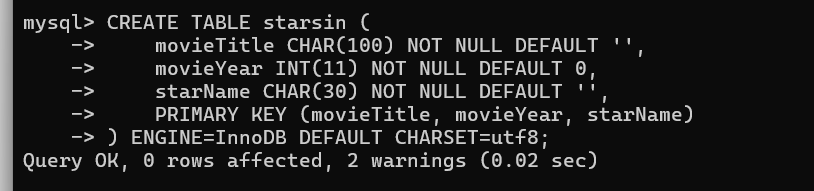 mysql> CREATE TABLE starsin (
    ->     movieTitle CHAR(100) NOT NULL DEFAULT '',
    ->     movieYear INT(11) NOT NULL DEFAULT 0,
    ->     starName CHAR(30) NOT NULL DEFAULT '',
    ->     PRIMARY KEY (movieTitle, movieYear, starName)
    -> ) ENGINE=InnoDB DEFAULT CHARSET=utf8;
Query OK, 0 rows affected, 2 warnings (0.02 sec)